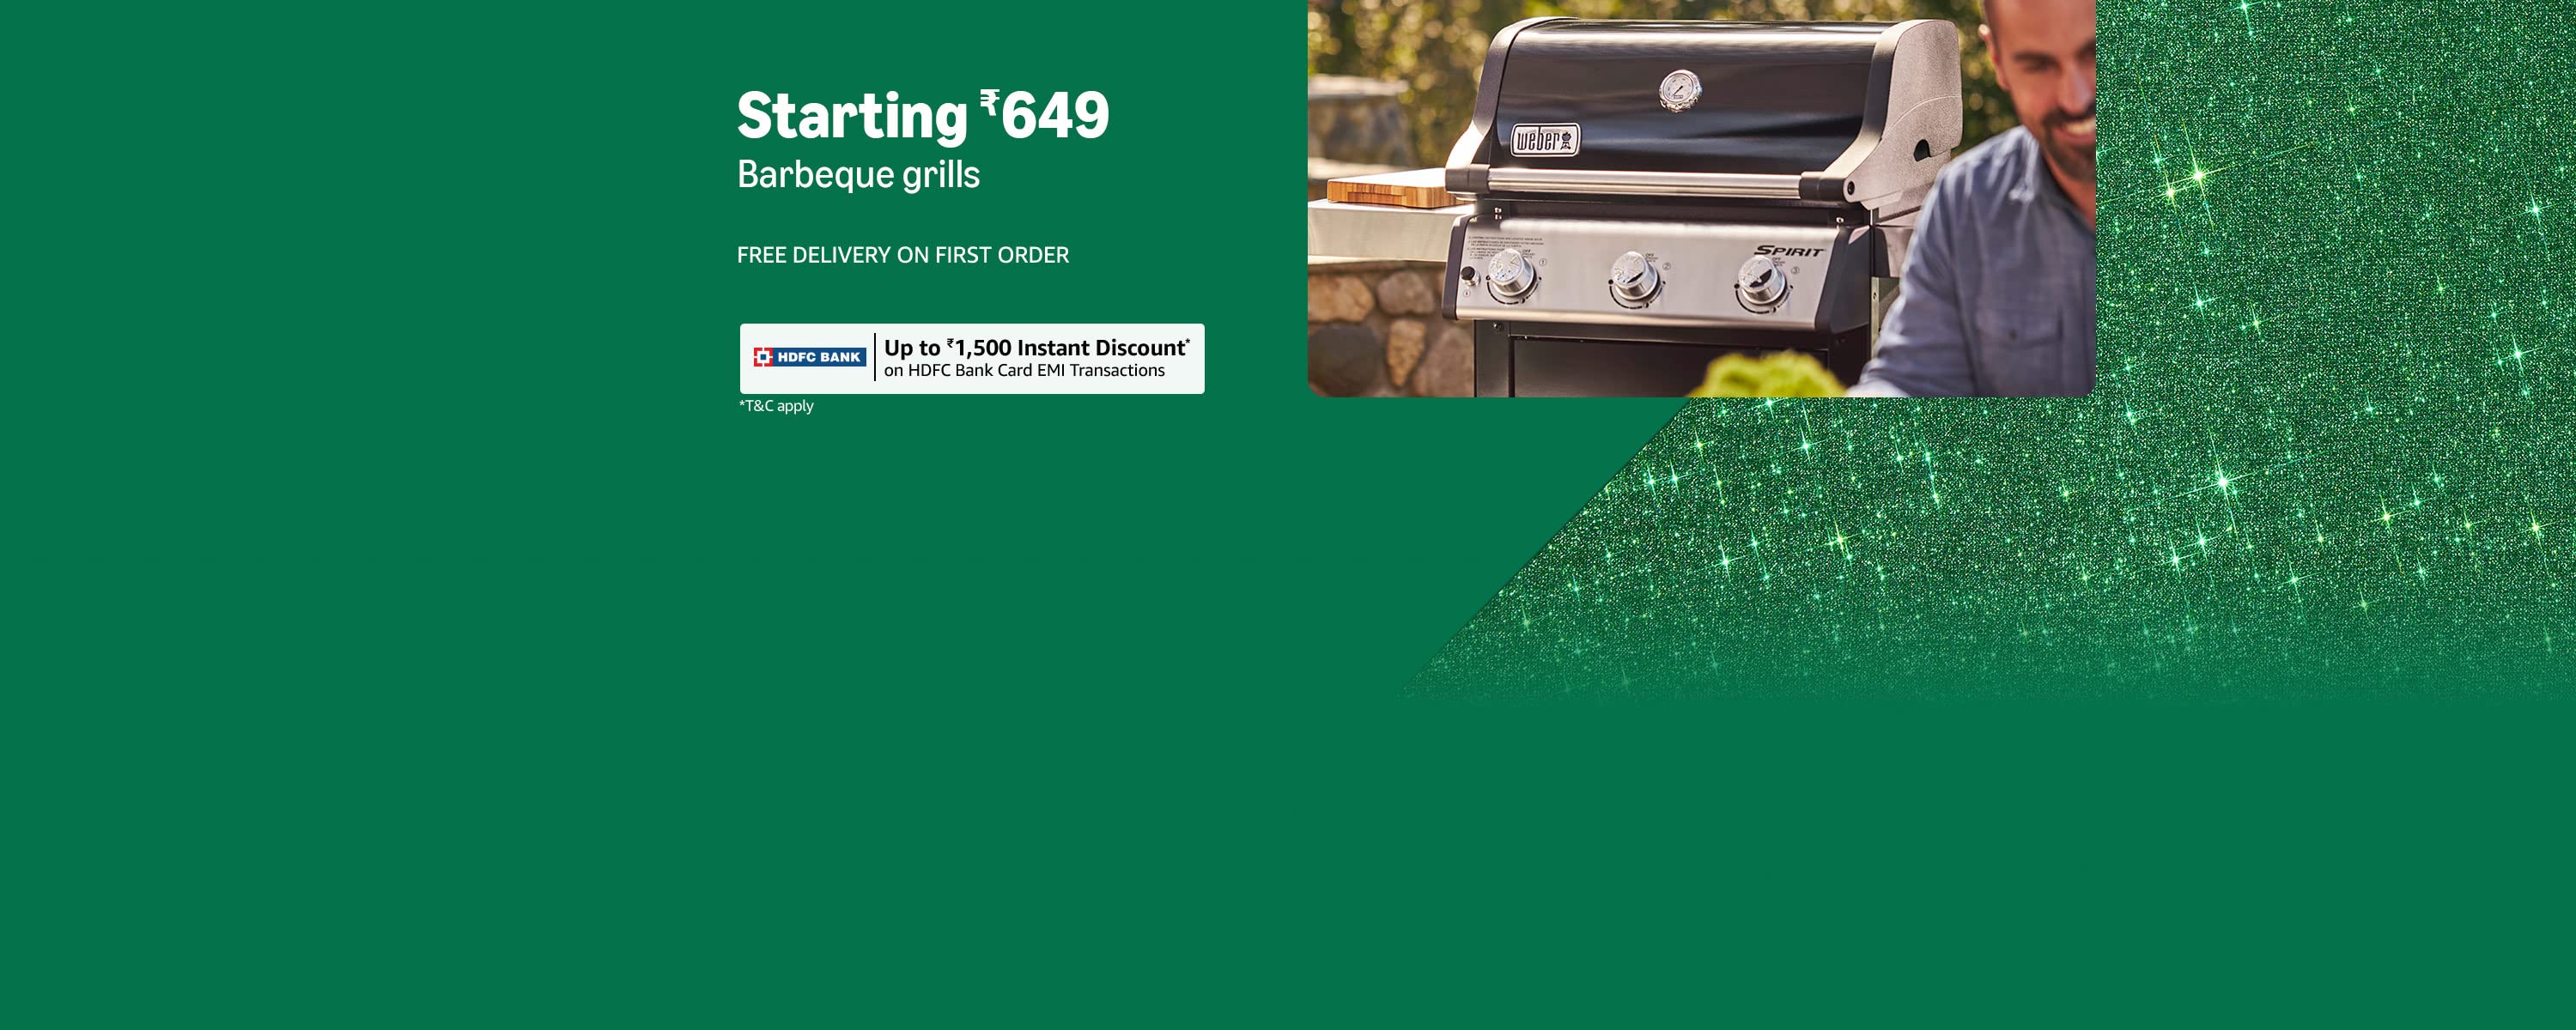 Starting ₹649
Barbeque grills
FREE DELIVERY ON FIRST ORDER
HDFC BANK
Up to ₹1,500 Instant Discount*
on HDFC Bank Card EMI Transactions
*T&C apply
weber
SPIRIT